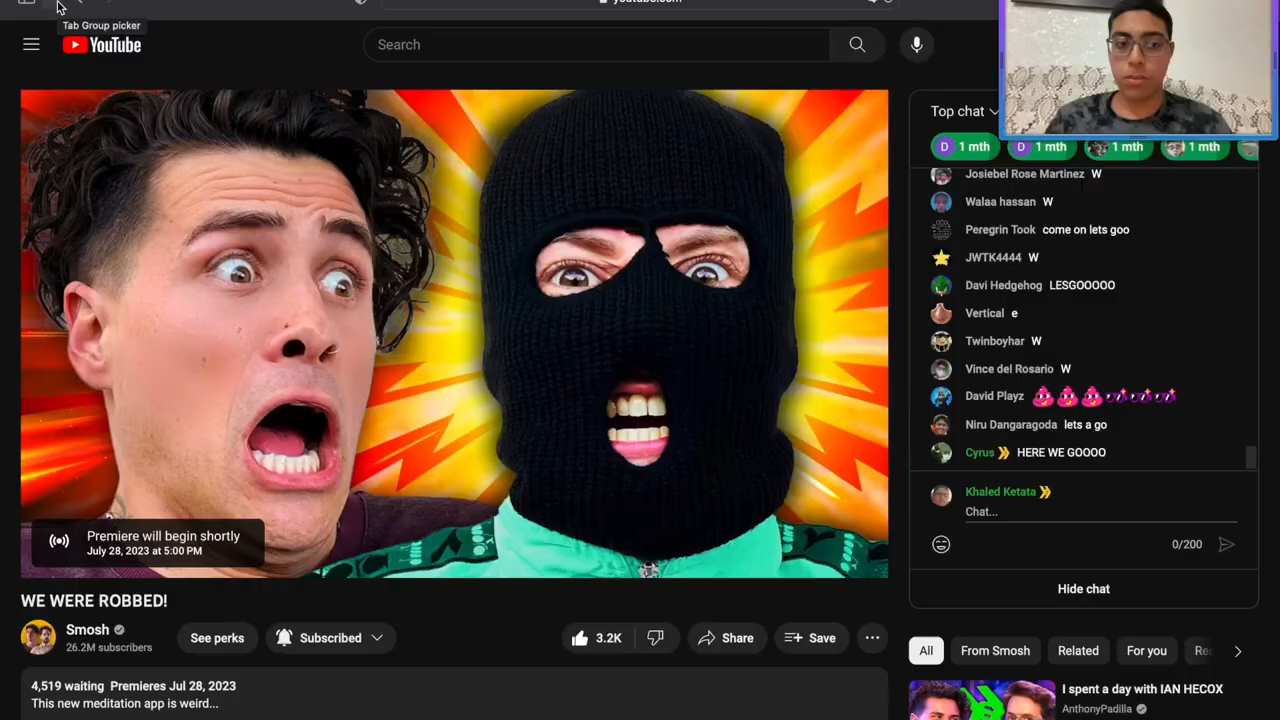 Tab Group picker
YouTube
Search
Top chat
D 1 mth
D 1 mth
1 mth
1 mth
Josiebel Rose Martinez W
Walaa hassan W
Peregrin Took come on lets goo
JWTK4444 W
Davi Hedgehog LESGOOOOO
Vertical e
Twinboyhar W
Vince del Rosario W
David Playz
Niru Dangaragoda lets a go
Cyrus HERE WE GOOOO
Khaled Ketata
Chat...
0/200
Hide chat
Premiere will begin shortly
July 28, 2023 at 5:00 PM
WE WERE ROBBED!
Smosh
26.2M subscribers
See perks
Subscribed
3.2K
Share
Save
4,519 waiting Premieres Jul 28, 2023
This new meditation app is weird...
All
From Smosh
Related
For you
I spent a day with IAN HECOX
AnthonyPadilla